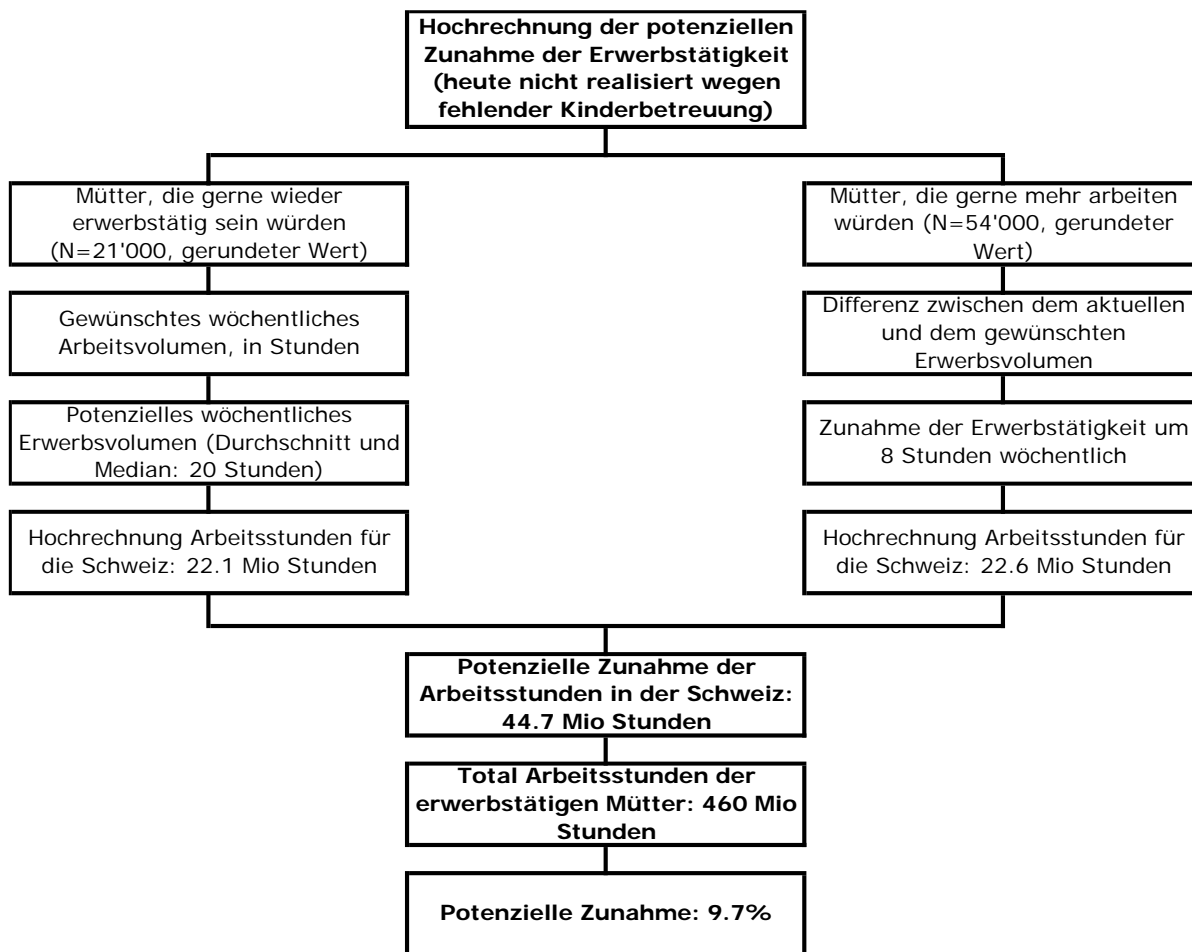 Hochrechnung der potenziellen
Zunahme der Erwerbstätigkeit
(heute nicht realisiert wegen
fehlender Kinderbetreuung)
Mütter, die gerne wieder
erwerbstätig sein würden
(N=21'000, gerundeter Wert)
Mütter, die gerne mehr arbeiten
würden (N=54'000, gerundeter
Wert)
Gewünschtes wöchentliches
Arbeitsvolumen, in Stunden
Differenz zwischen dem aktuellen
und dem gewünschten
Erwerbsvolumen
Potenzielles wöchentliches
Erwerbsvolumen (Durchschnitt und
Median: 20 Stunden)
Zunahme der Erwerbstätigkeit um
8 Stunden wöchentlich
Hochrechnung Arbeitsstunden für
die Schweiz: 22.1 Mio Stunden
Hochrechnung Arbeitsstunden für
die Schweiz: 22.6 Mio Stunden
Potenzielle Zunahme der
Arbeitsstunden in der Schweiz:
44.7 Mio Stunden
Total Arbeitsstunden der
erwerbstätigen Mütter: 460 Mio
Stunden
Potenzielle Zunahme: 9.7%